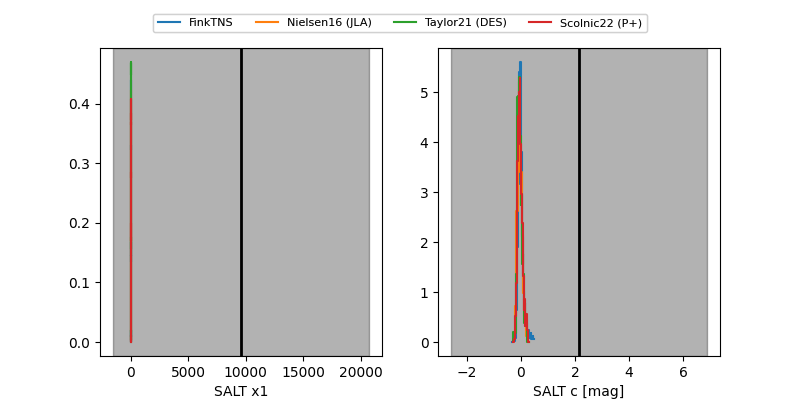 FinkTNS Nielsen16 (JLA) Taylor21 (DES) Scolnic22 (P+)
0.4
0.3
0.2
0.1
0.0
0 5000 10000 15000 20000
SALT x1
5
4
3
2
1
0
−2 0 2 4 6
SALT c [mag]